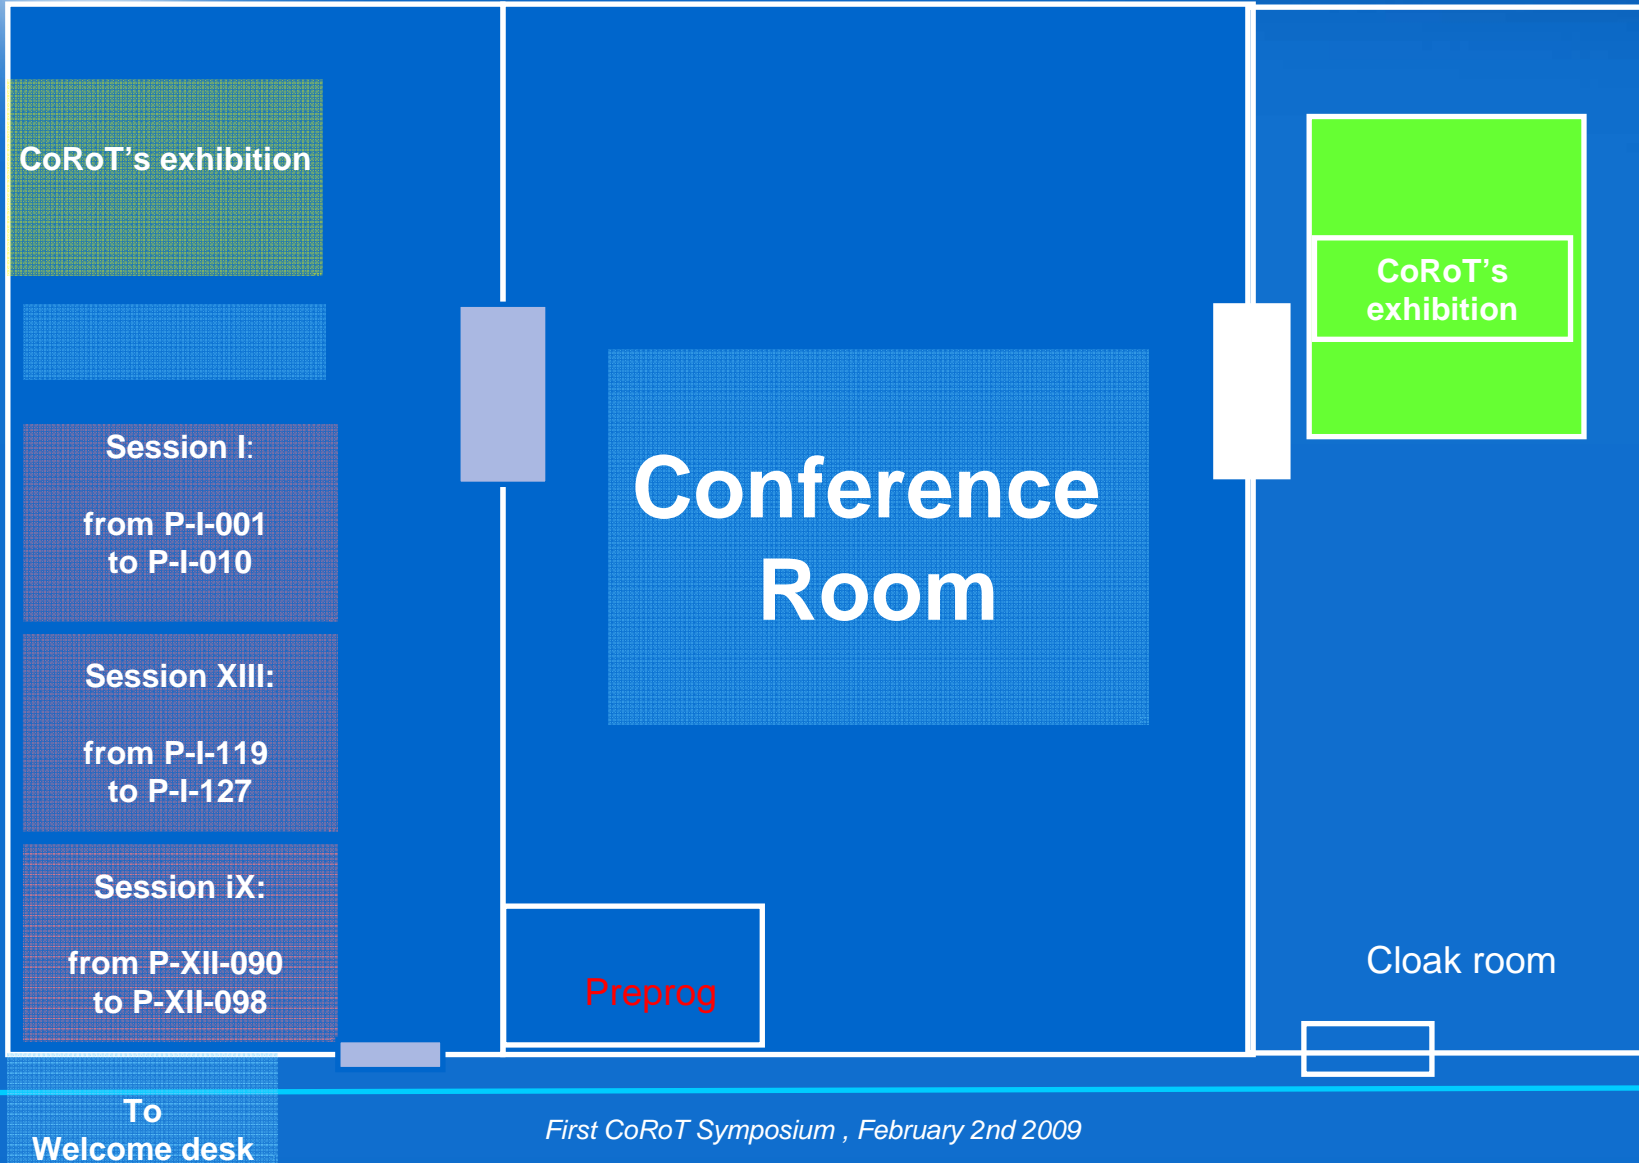 CoRoT’s exhibition
Session I:
from P-I-001
to P-I-010
Session XIII:
from P-I-119
to P-I-127
Session iX:
from P-XII-090
to P-XII-098
To
Welcome desk
Conference
Room
Preprog
CoRoT’s
exhibition
Cloak room
First CoRoT Symposium , February 2nd 2009